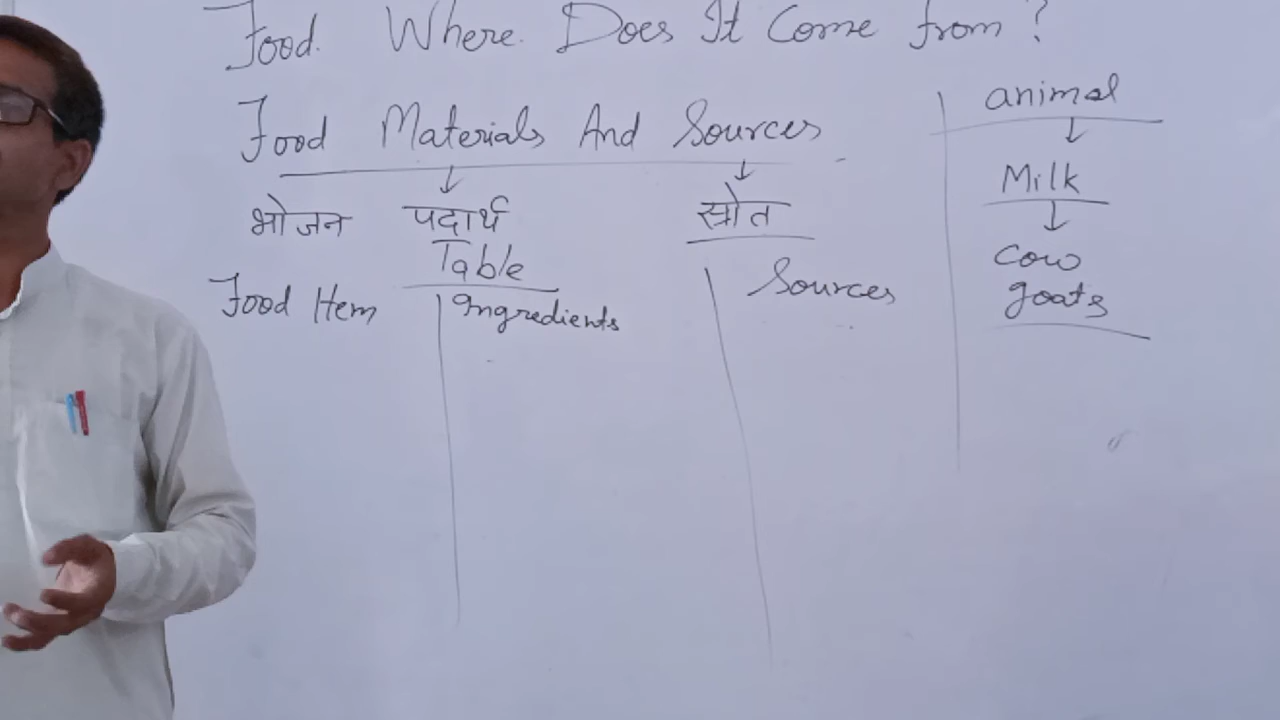 Food. Where. Does It Come from?
Food Materials And Sources
भोजन पदार्थ स्त्रोत
Table
Food Item Ingredients Sources
animal
Milk
Cow
goats